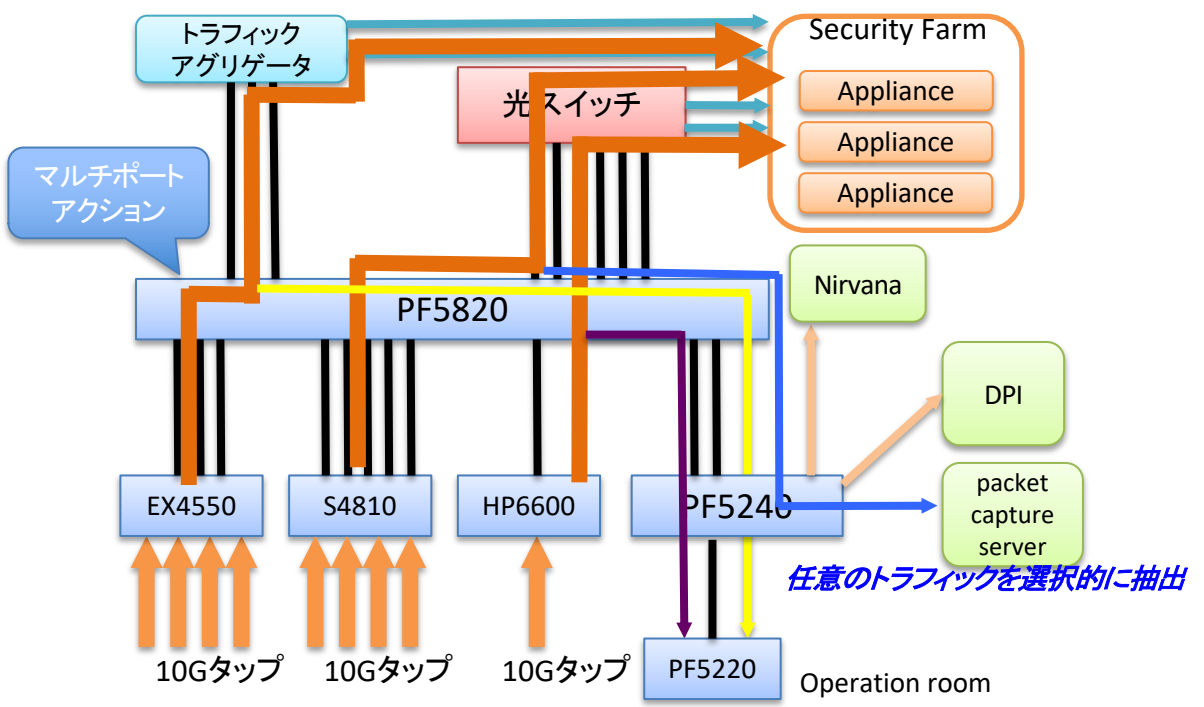 トラフィック
アグリゲータ
Security Farm
Appliance
Appliance
Appliance
光スイッチ
マルチポート
アクション
PF5820
Nirvana
DPI
EX4550
S4810
HP6600
PF5240
packet
capture
server
任意のトラフィックを選択的に抽出
10Gタップ
10Gタップ
10Gタップ
PF5220
Operation room